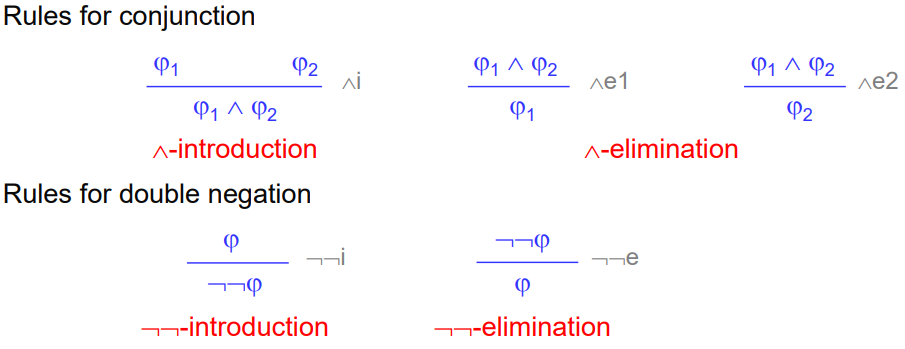 Rules for conjunction
φ₁ φ₂ ∧i φ₁ ∧ φ₂ ∧e1 φ₁ ∧ φ₂ ∧e2
φ₁ ∧ φ₂ φ₁ φ₂
∧-introduction ∧-elimination
Rules for double negation
φ ¬¬i ¬¬φ ¬¬e
¬¬φ φ
¬¬-introduction ¬¬-elimination